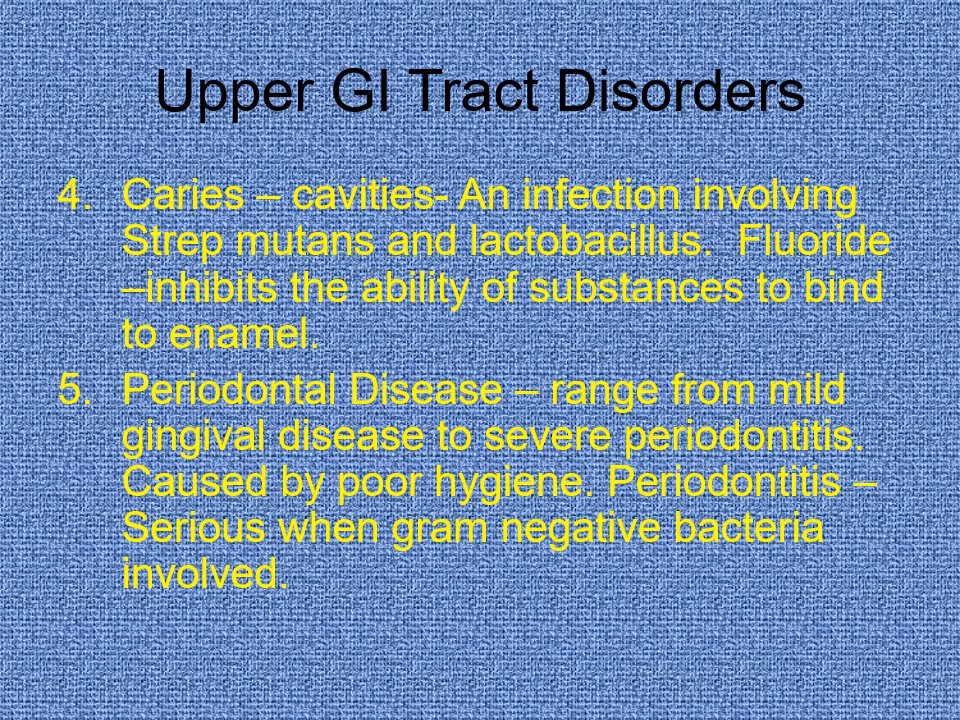 Upper GI Tract Disorders
4. Caries – cavities- An infection involving
Strep mutans and lactobacillus.  Fluoride
–inhibits the ability of substances to bind
to enamel.
5. Periodontal Disease – range from mild
gingival disease to severe periodontitis.
Caused by poor hygiene. Periodontitis –
Serious when gram negative bacteria
involved.